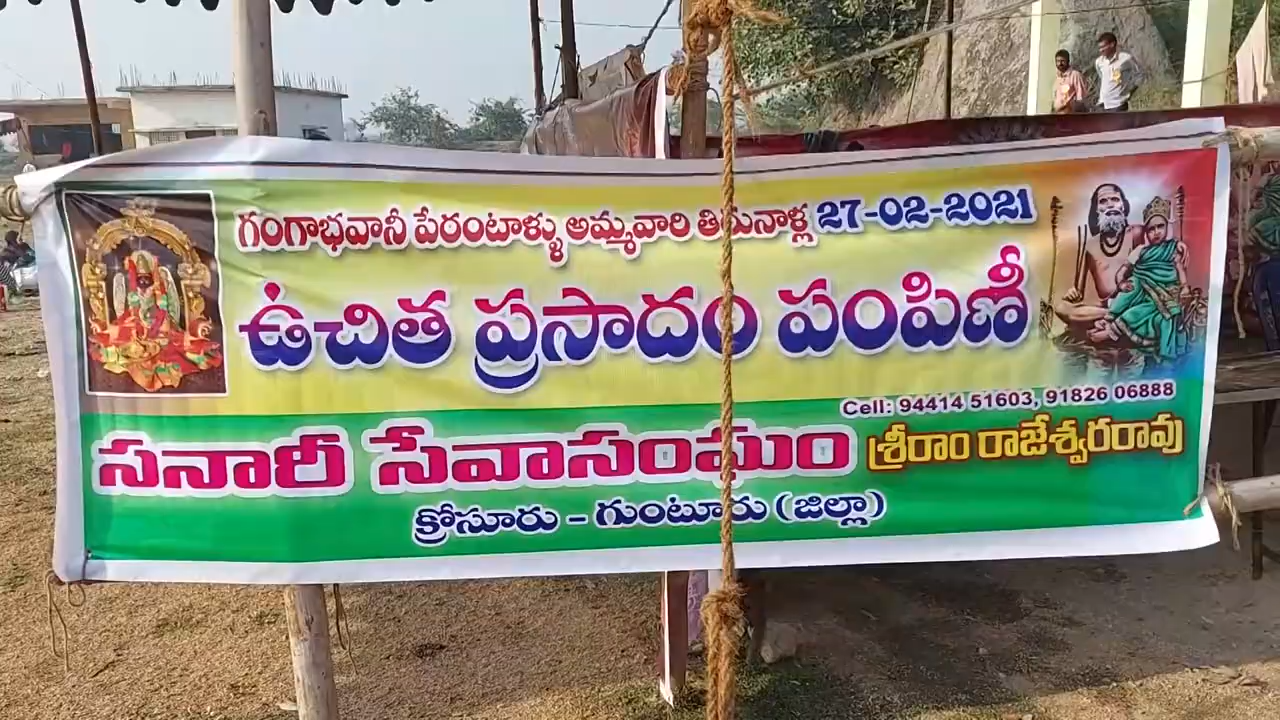 గంగాభవానీ పేరంటాళ్ళు అమ్మవారి తిరునాళ్ల 27-02-2021
ఉచిత ప్రసాదం పంపిణీ
Cell: 94414 51603, 91826 06888
సనారీ సేవాసంఘం శ్రీరాం రాజేశ్వరరావు
క్రోసూరు - గుంటూరు (జిల్లా)